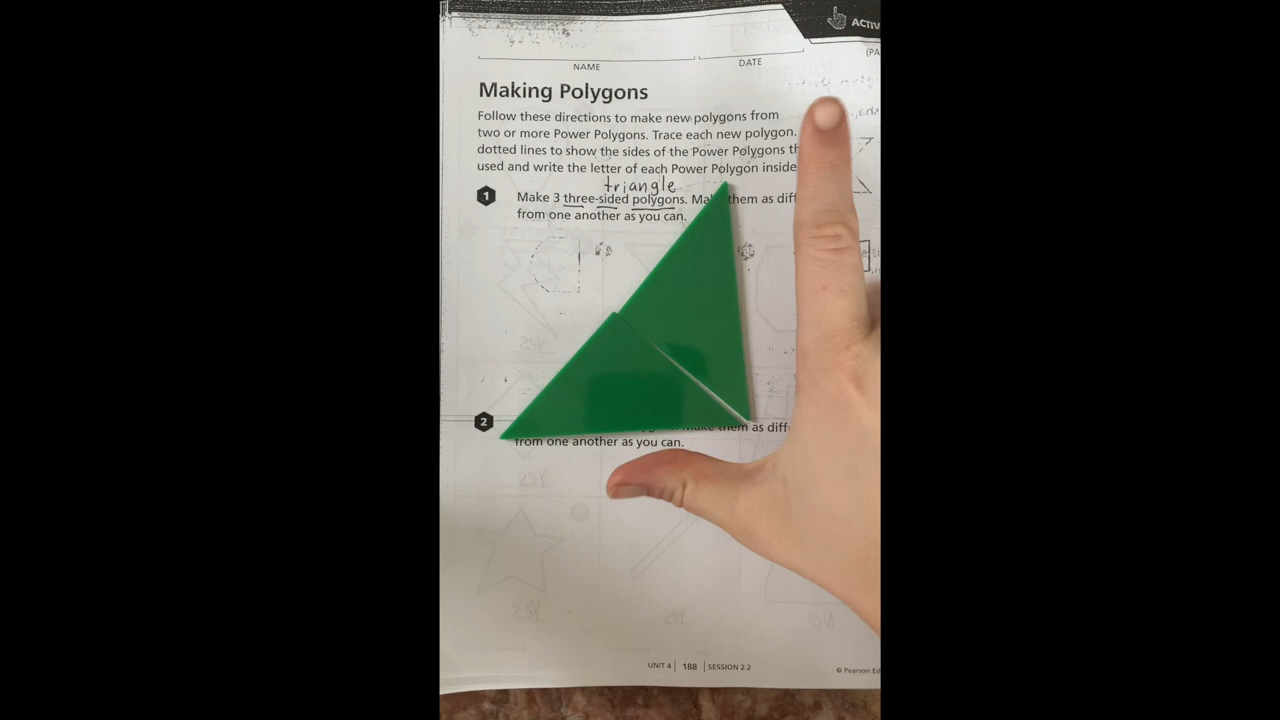 ACTIV
(PA
NAME
DATE
Making Polygons
Follow these directions to make new polygons from
two or more Power Polygons. Trace each new polygon.
dotted lines to show the sides of the Power Polygons th
used and write the letter of each Power Polygon inside
triangle
1 Make 3 three-sided polygons. Ma them as diff
from one another as you can.
2 Make them as diff
from one another as you can.
UNIT 4 | 188 | SESSION 2.2
© Pearson Ed